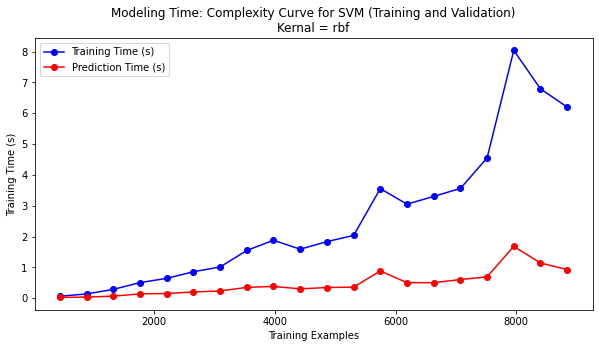 Modeling Time: Complexity Curve for SVM (Training and Validation)
Kernal = rbf
Training Time (s)
Prediction Time (s)
Training Time (s)
8
7
6
5
4
3
2
1
0
2000 4000 6000 8000
Training Examples